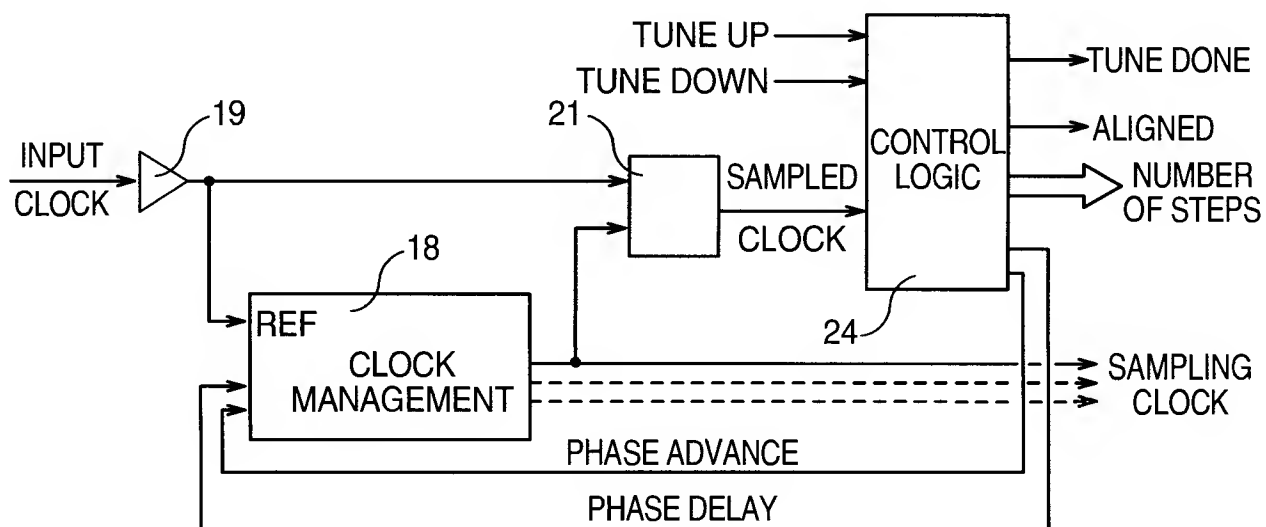 TUNE UP
TUNE DOWN
TUNE DONE
19
21
INPUT
CLOCK
SAMPLED
CLOCK
CONTROL
LOGIC
ALIGNED
NUMBER
OF STEPS
18
24
REF
CLOCK
MANAGEMENT
SAMPLING
CLOCK
PHASE ADVANCE
PHASE DELAY